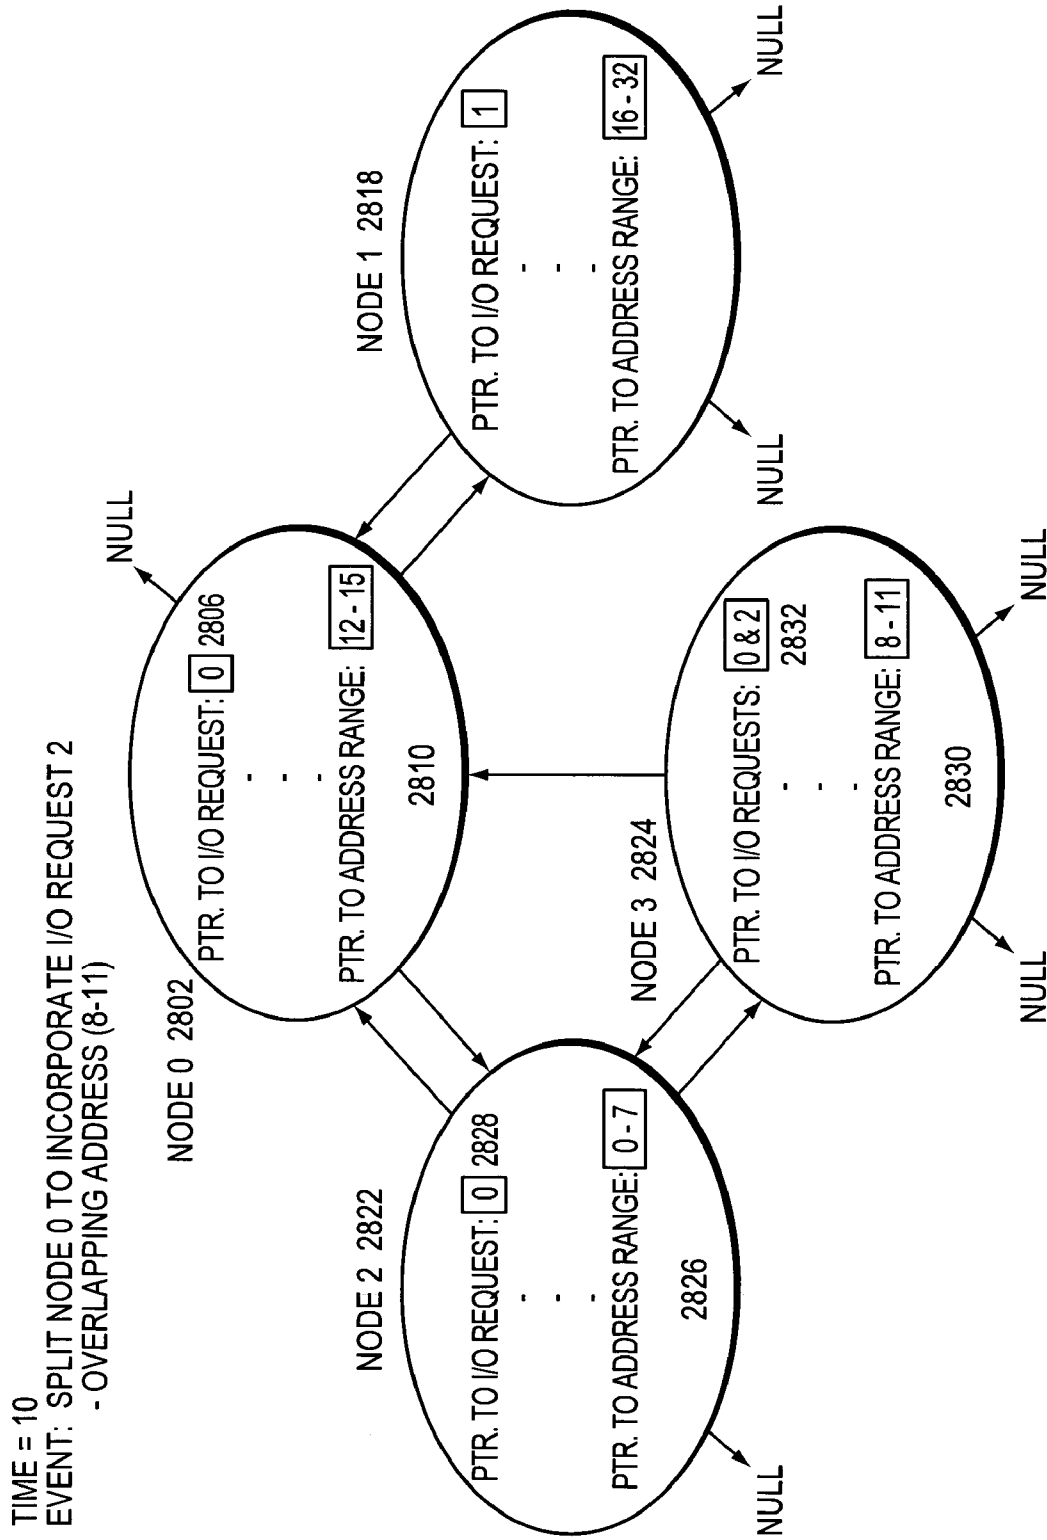 TIME = 10
EVENT: SPLIT NODE 0 TO INCORPORATE I/O REQUEST 2
- OVERLAPPING ADDRESS (8-11)
NODE 0 2802
NULL
PTR. TO I/O REQUEST: 0 2806
PTR. TO ADDRESS RANGE: 12 - 15
2810
NODE 2 2822
PTR. TO I/O REQUEST: 0 2828
PTR. TO ADDRESS RANGE: 0 - 7
2826
NULL
NODE 1 2818
PTR. TO I/O REQUEST: 1
PTR. TO ADDRESS RANGE: 16 - 32
NULL
NULL
NODE 3 2824
PTR. TO I/O REQUESTS: 0 & 2
2832
PTR. TO ADDRESS RANGE: 8 - 11
2830
NULL
NULL